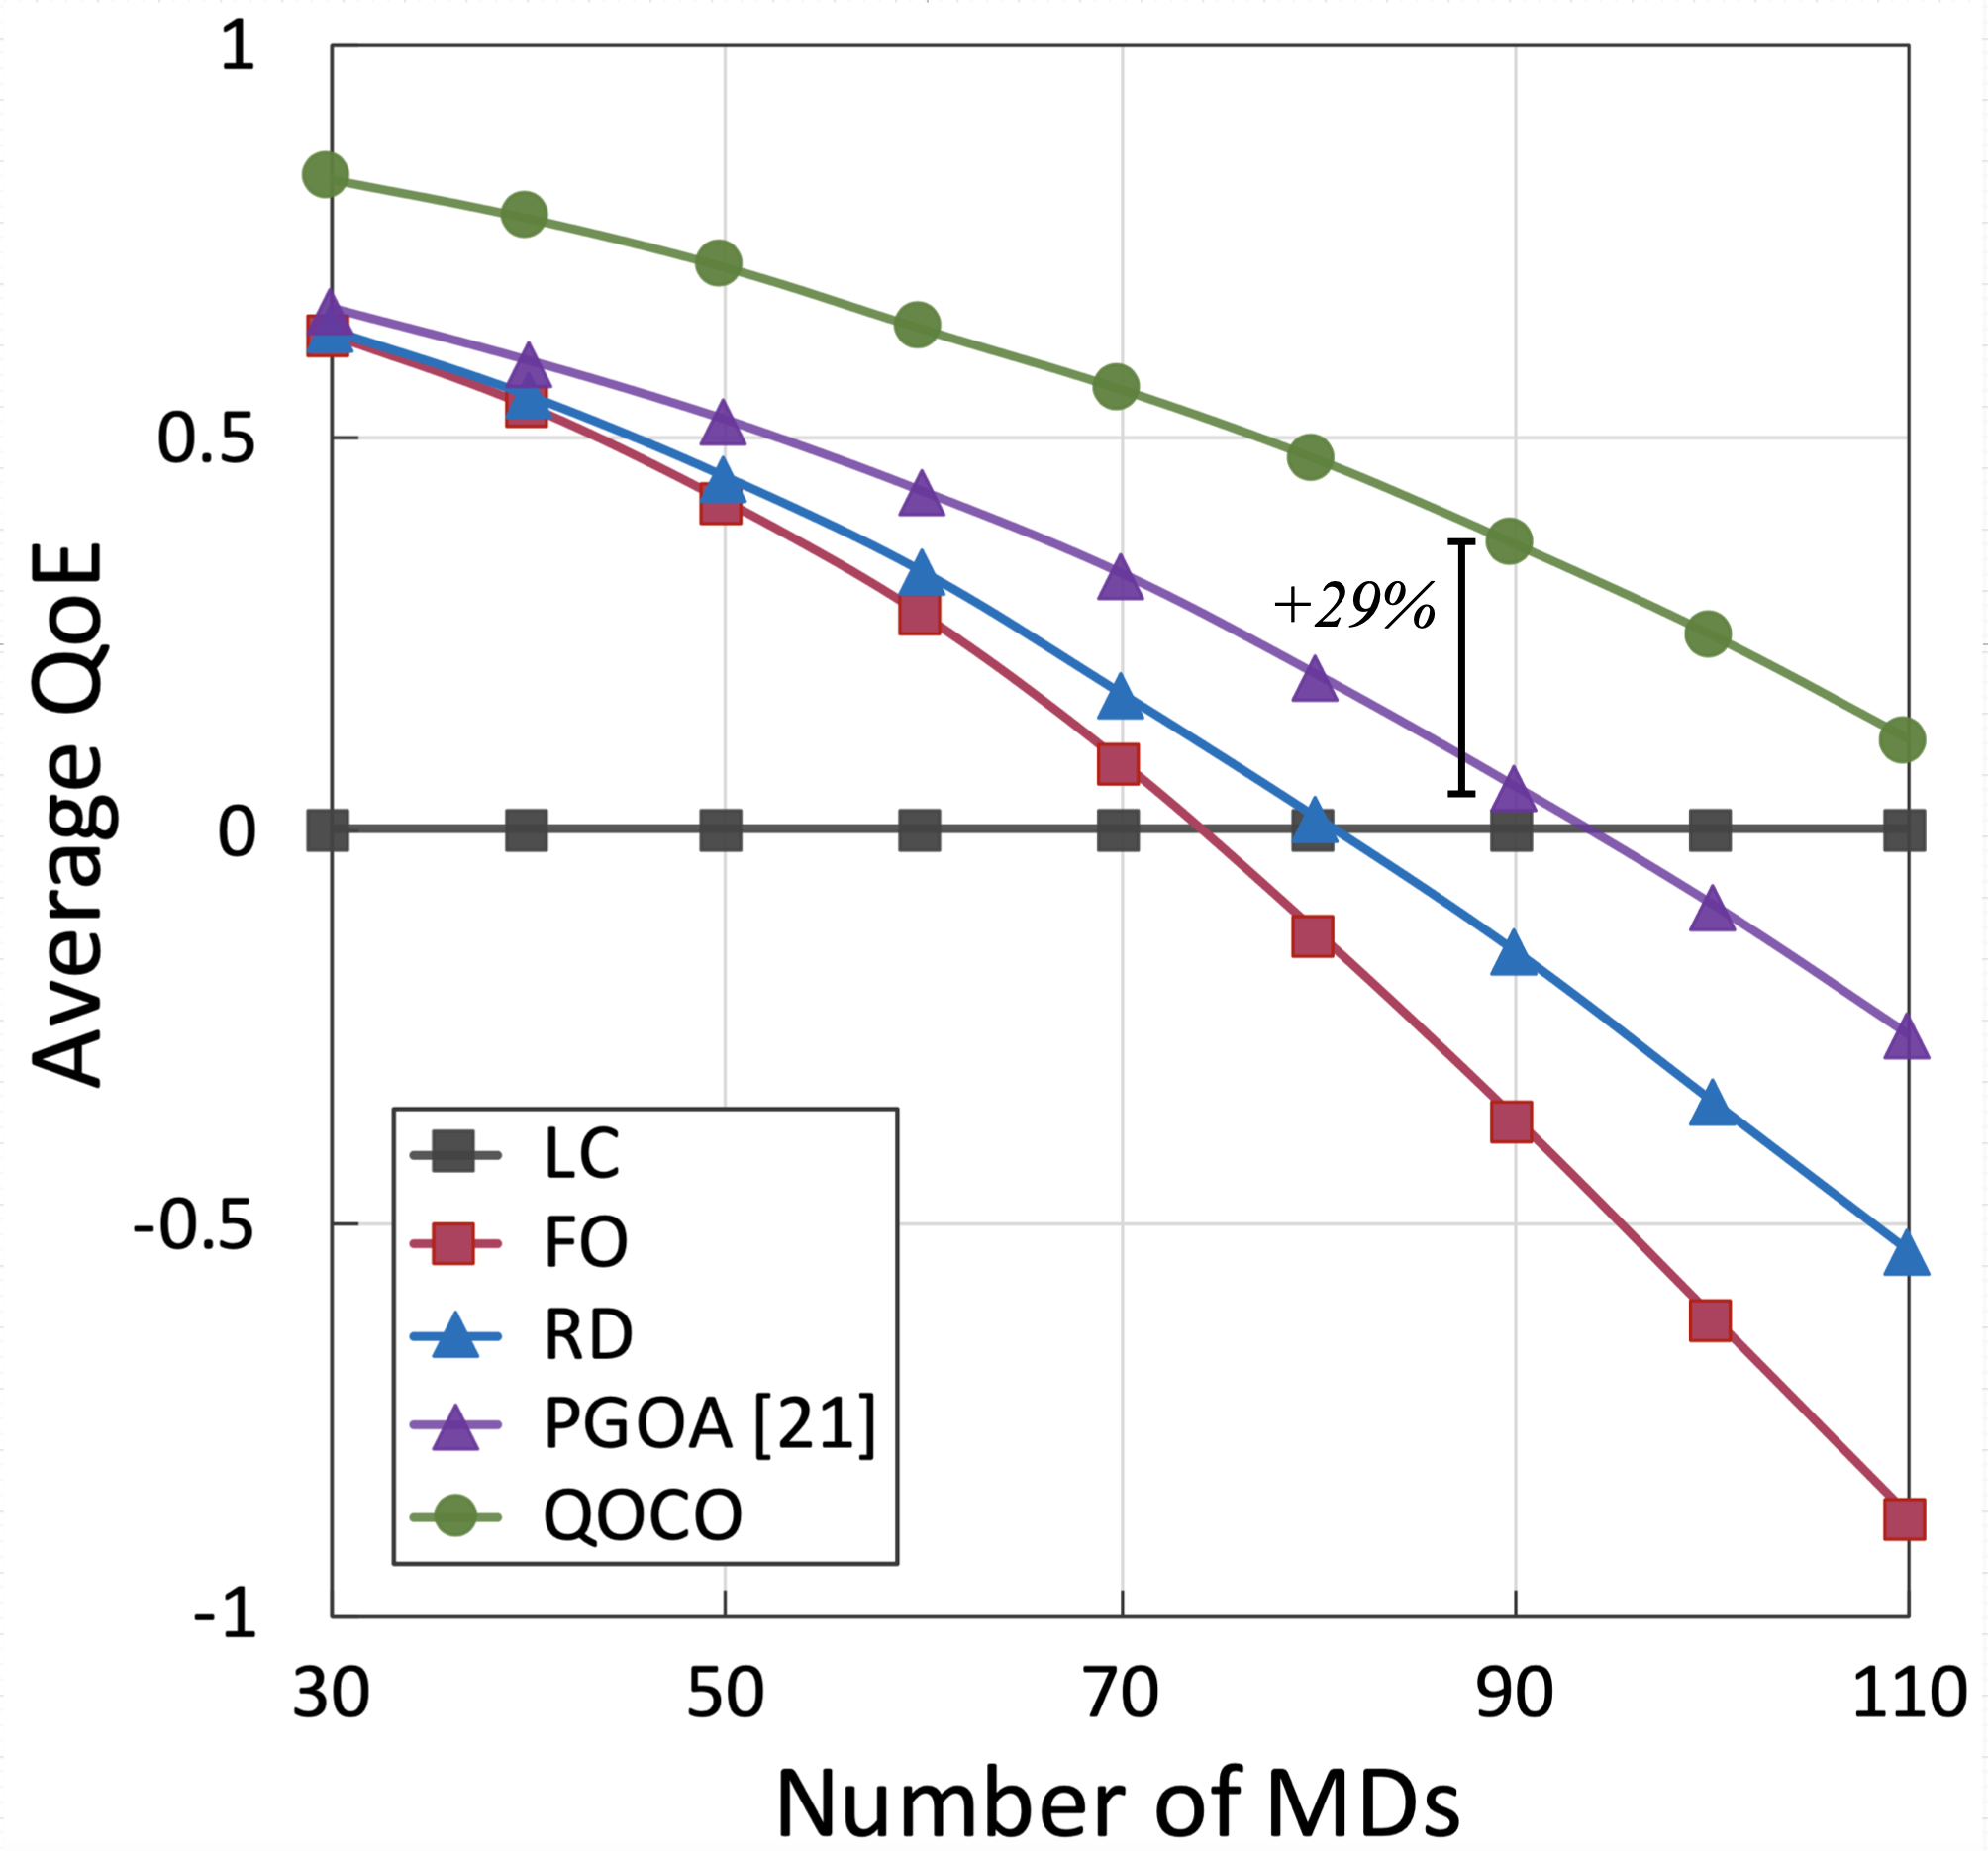 1
0.5
0
-0.5
-1
Average QoE
+29%
LC
FO
RD
PGOA [21]
QOCO
30 50 70 90 110
Number of MDs